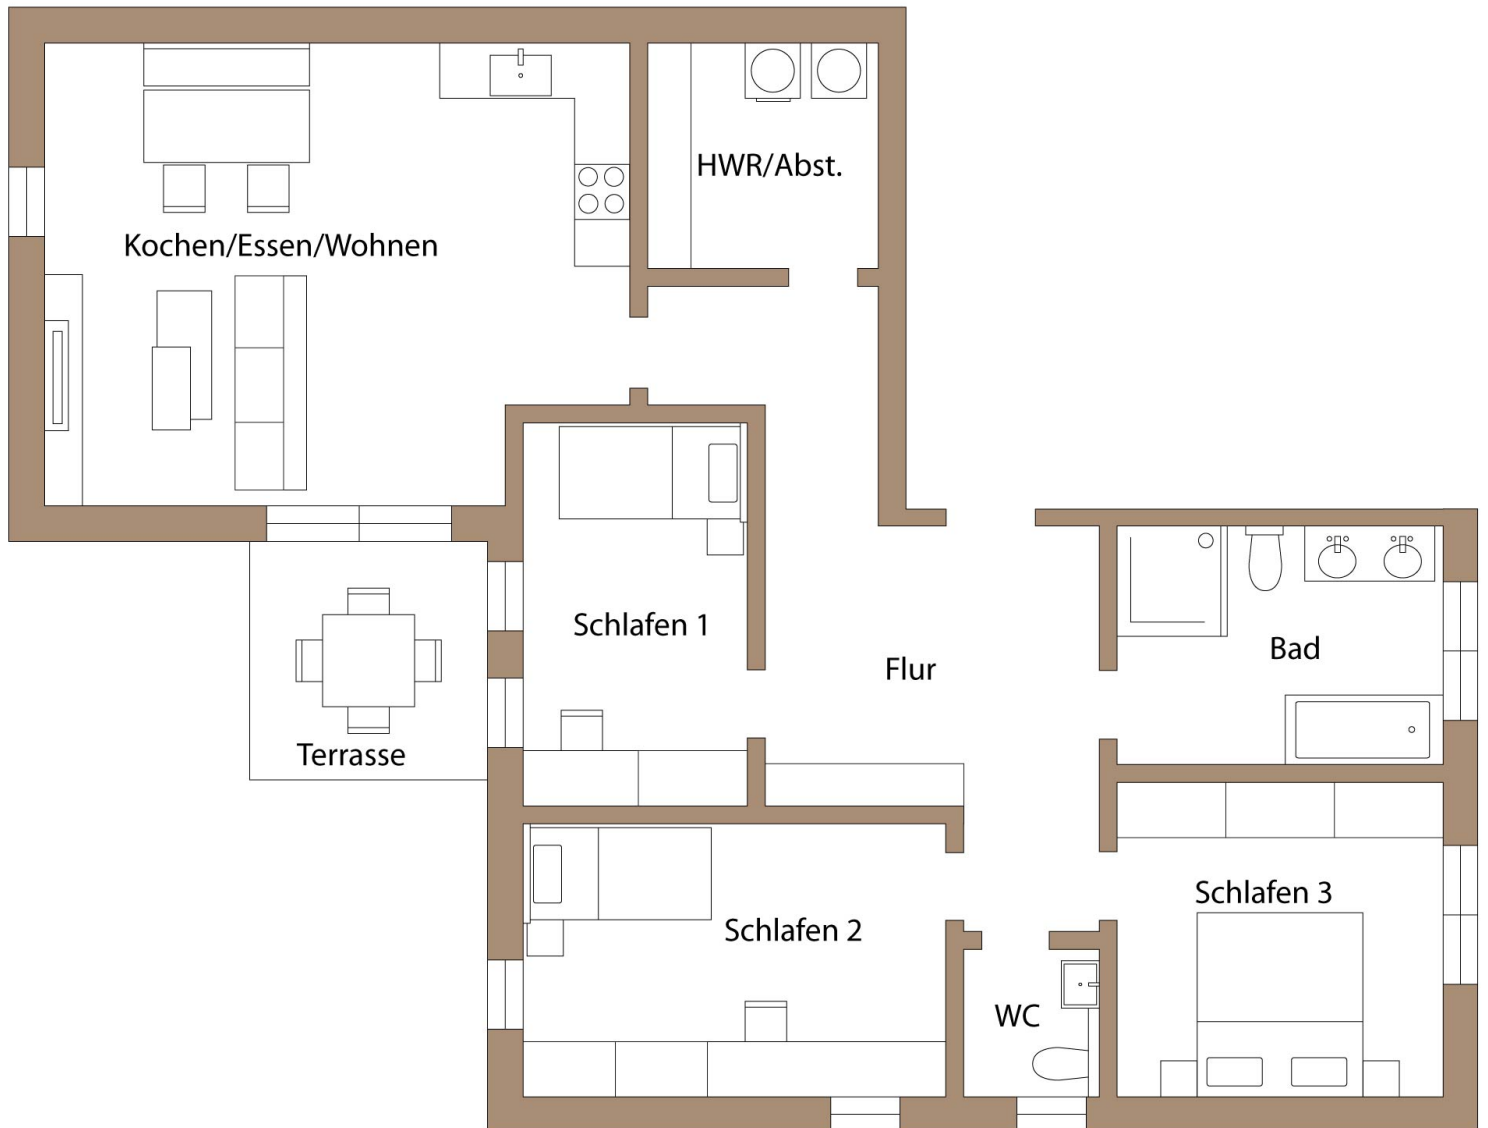 HWR/Abst.
Kochen/Essen/Wohnen
Schlafen 1
Bad
Flur
Terrasse
Schlafen 3
Schlafen 2
WC